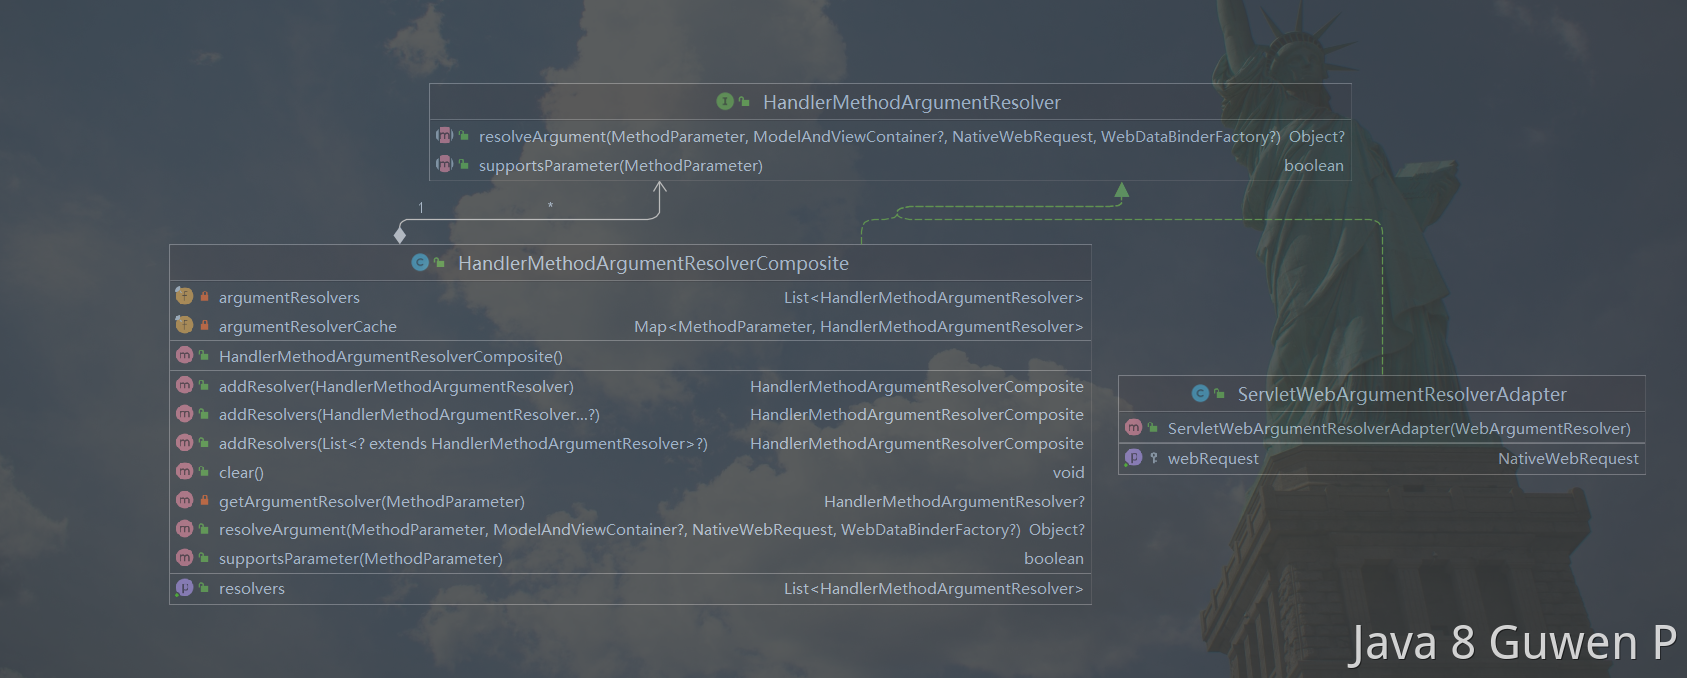 HandlerMethodArgumentResolver
resolveArgument(MethodParameter, ModelAndViewContainer?, NativeWebRequest, WebDataBinderFactory?) Object?
supportsParameter(MethodParameter) boolean
1 *
HandlerMethodArgumentResolverComposite
argumentResolvers List<HandlerMethodArgumentResolver>
argumentResolverCache Map<MethodParameter, HandlerMethodArgumentResolver>
HandlerMethodArgumentResolverComposite()
addResolver(HandlerMethodArgumentResolver) HandlerMethodArgumentResolverComposite
addResolvers(HandlerMethodArgumentResolver...?) HandlerMethodArgumentResolverComposite
addResolvers(List<? extends HandlerMethodArgumentResolver>?) HandlerMethodArgumentResolverComposite
clear() void
getArgumentResolver(MethodParameter) HandlerMethodArgumentResolver?
resolveArgument(MethodParameter, ModelAndViewContainer?, NativeWebRequest, WebDataBinderFactory?) Object?
supportsParameter(MethodParameter) boolean
resolvers List<HandlerMethodArgumentResolver>
ServletWebArgumentResolverAdapter
ServletWebArgumentResolverAdapter(WebArgumentResolver)
webRequest NativeWebRequest
Java 8 Guwen P